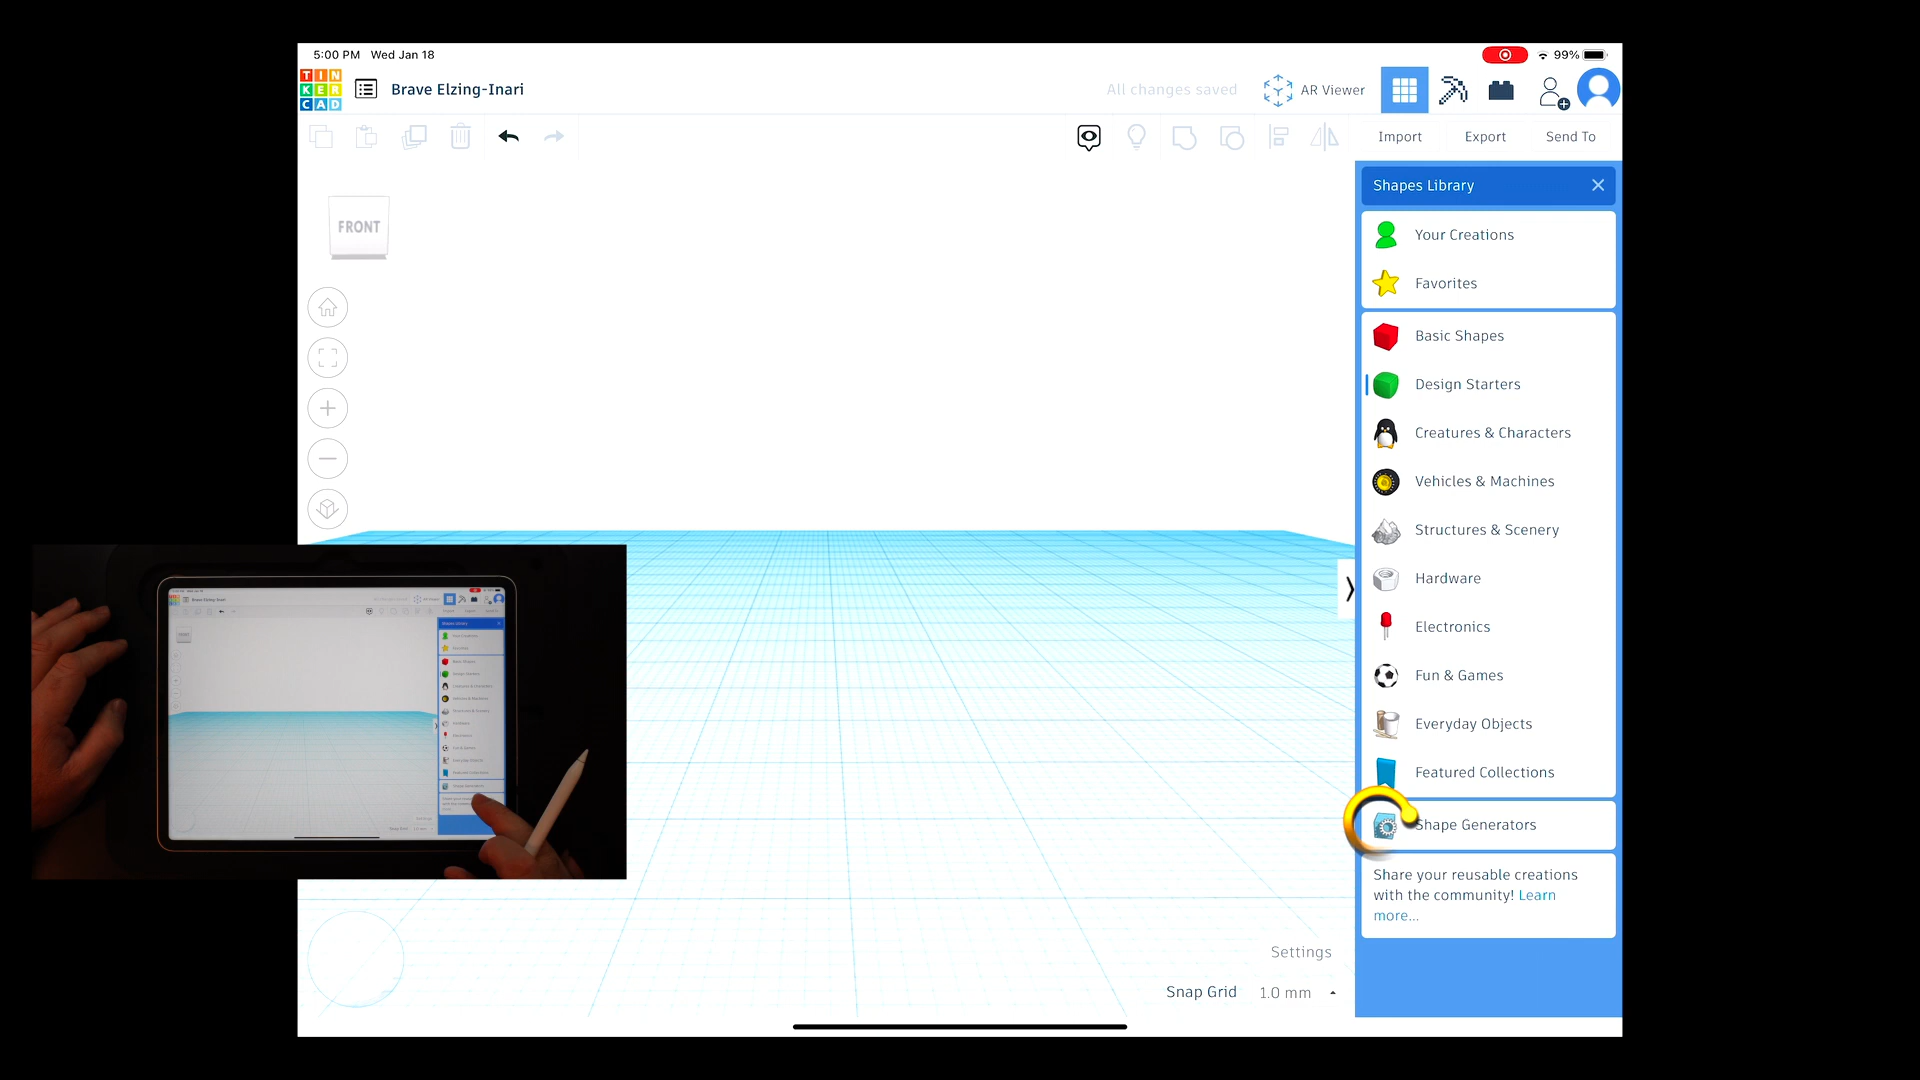 5:00 PM Wed Jan 18
99%
TIN
KER
CAD
Brave Elzing-Inari
All changes saved
AR Viewer
Import
Export
Send To
FRONT
Shapes Library
Your Creations
Favorites
Basic Shapes
Design Starters
Creatures & Characters
Vehicles & Machines
Structures & Scenery
Hardware
Electronics
Fun & Games
Everyday Objects
Featured Collections
Shape Generators
Share your reusable creations
with the community! Learn
more...
Settings
Snap Grid 1.0 mm